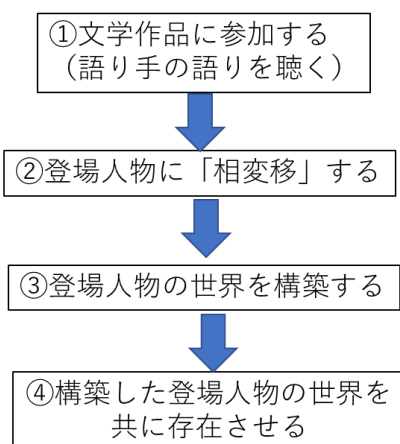 ①文学作品に参加する
（語り手の語りを聴く）
②登場人物に「相変移」する
③登場人物の世界を構築する
④構築した登場人物の世界を
共に存在させる